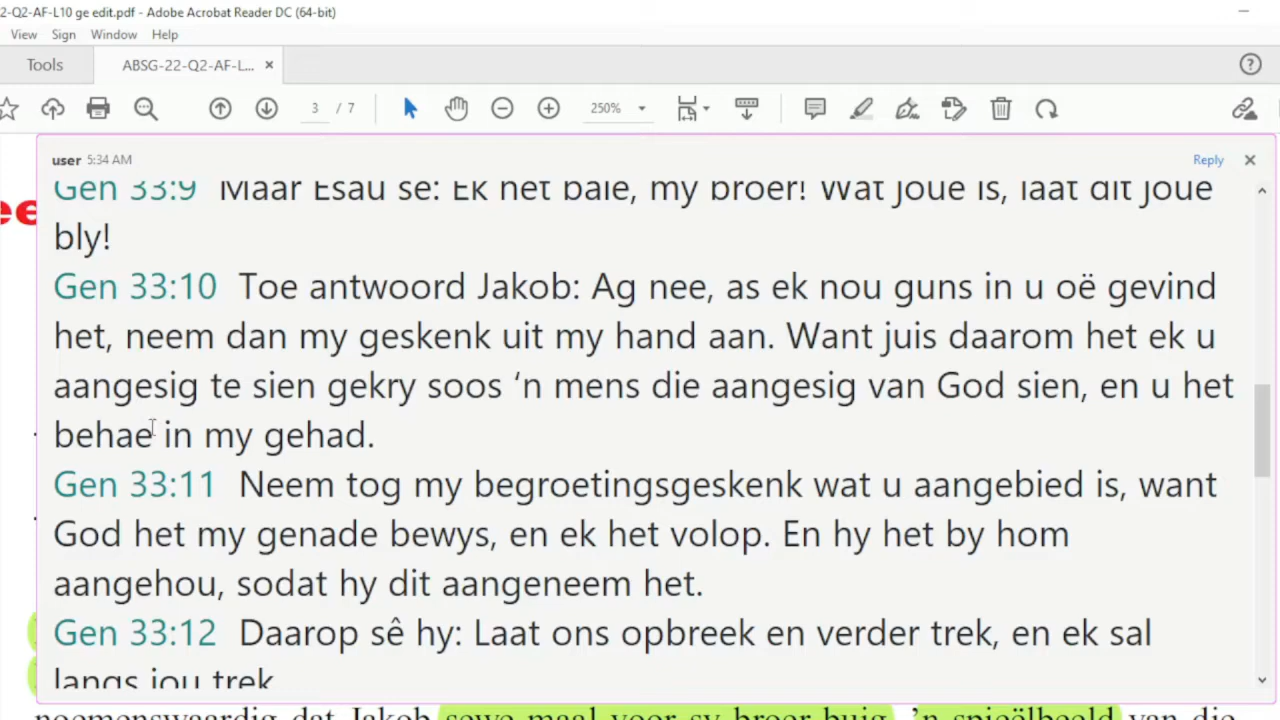 2-Q2-AF-L10 ge edit.pdf - Adobe Acrobat Reader DC (64-bit)
View Sign Window Help
Tools ABSG-22-Q2-AF-L... ×
3 / 7 250%
user 5:34 AM Reply
Gen 33:9 Maar Esau sê: Ek het baie, my broer! Wat joue is, laat dit joue
bly!
Gen 33:10 Toe antwoord Jakob: Ag nee, as ek nou guns in u oë gevind
het, neem dan my geskenk uit my hand aan. Want juis daarom het ek u
aangesig te sien gekry soos ‘n mens die aangesig van God sien, en u het
behae in my gehad.
Gen 33:11 Neem tog my begroetingsgeskenk wat u aangebied is, want
God het my genade bewys, en ek het volop. En hy het by hom
aangehou, sodat hy dit aangeneem het.
Gen 33:12 Daarop sê hy: Laat ons opbreek en verder trek, en ek sal
langs jou trek
noemenswaardig dat Jakob sewe maal voor sy broer buig, ’n spieëlbeeld van die